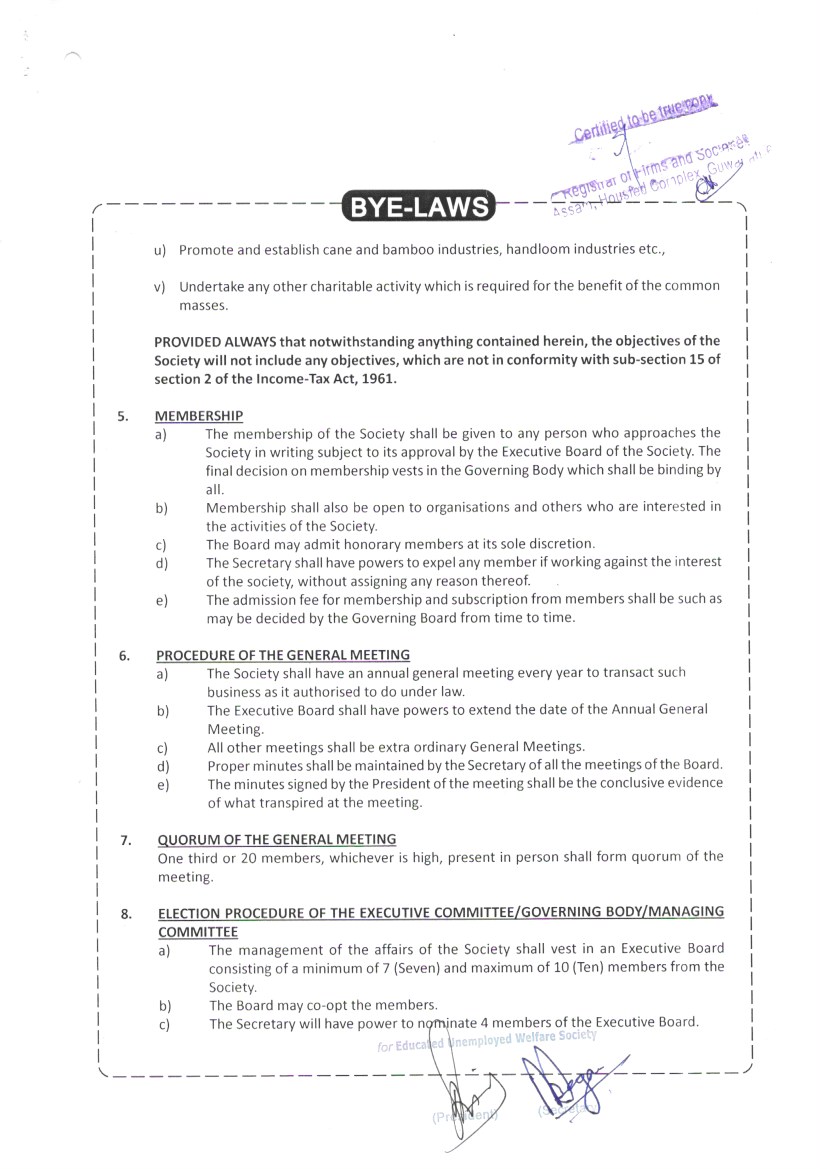 Certified to be true copy
Registrar of Firms and Societies
Assam, Housefed Complex, Guwahati
BYE-LAWS
u) Promote and establish cane and bamboo industries, handloom industries etc.,
v) Undertake any other charitable activity which is required for the benefit of the common
masses.
PROVIDED ALWAYS that notwithstanding anything contained herein, the objectives of the
Society will not include any objectives, which are not in conformity with sub-section 15 of
section 2 of the Income-Tax Act, 1961.
5. MEMBERSHIP
a) The membership of the Society shall be given to any person who approaches the
Society in writing subject to its approval by the Executive Board of the Society. The
final decision on membership vests in the Governing Body which shall be binding by
all.
b) Membership shall also be open to organisations and others who are interested in
the activities of the Society.
c) The Board may admit honorary members at its sole discretion.
d) The Secretary shall have powers to expel any member if working against the interest
of the society, without assigning any reason thereof.
e) The admission fee for membership and subscription from members shall be such as
may be decided by the Governing Board from time to time.
6. PROCEDURE OF THE GENERAL MEETING
a) The Society shall have an annual general meeting every year to transact such
business as it authorised to do under law.
b) The Executive Board shall have powers to extend the date of the Annual General
Meeting.
c) All other meetings shall be extra ordinary General Meetings.
d) Proper minutes shall be maintained by the Secretary of all the meetings of the Board.
e) The minutes signed by the President of the meeting shall be the conclusive evidence
of what transpired at the meeting.
7. QUORUM OF THE GENERAL MEETING
One third or 20 members, whichever is high, present in person shall form quorum of the
meeting.
8. ELECTION PROCEDURE OF THE EXECUTIVE COMMITTEE/GOVERNING BODY/MANAGING
COMMITTEE
a) The management of the affairs of the Society shall vest in an Executive Board
consisting of a minimum of 7 (Seven) and maximum of 10 (Ten) members from the
Society.
b) The Board may co-opt the members.
c) The Secretary will have power to nominate 4 members of the Executive Board.
for Educated Unemployed Welfare Society
(President) (Secretary)